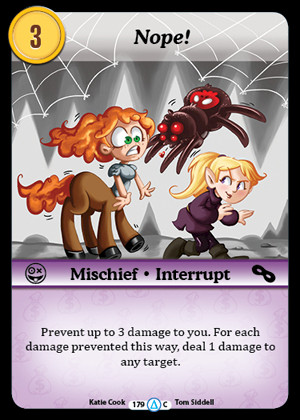 3
Nope!
Mischief • Interrupt
Prevent up to 3 damage to you. For each
damage prevented this way, deal 1 damage to
any target.
Katie Cook 179 A C Tom Siddell